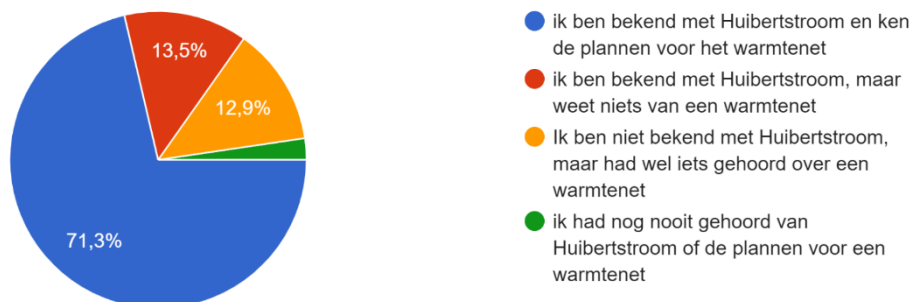 13,5%
12,9%
71,3%
ik ben bekend met Huibertstroom en ken
de plannen voor het warmtenet
ik ben bekend met Huibertstroom, maar
weet niets van een warmtenet
Ik ben niet bekend met Huibertstroom,
maar had wel iets gehoord over een
warmtenet
ik had nog nooit gehoord van
Huibertstroom of de plannen voor een
warmtenet